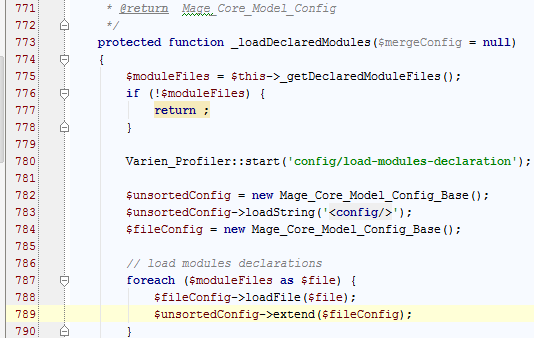 771 * @return Mage_Core_Model_Config
772 */
773 protected function _loadDeclaredModules($mergeConfig = null)
774 {
775 $moduleFiles = $this->_getDeclaredModuleFiles();
776 if (!$moduleFiles) {
777 return ;
778 }
779
780 Varien_Profiler::start('config/load-modules-declaration');
781
782 $unsortedConfig = new Mage_Core_Model_Config_Base();
783 $unsortedConfig->loadString('<config/>');
784 $fileConfig = new Mage_Core_Model_Config_Base();
785
786 // load modules declarations
787 foreach ($moduleFiles as $file) {
788 $fileConfig->loadFile($file);
789 $unsortedConfig->extend($fileConfig);
790 }